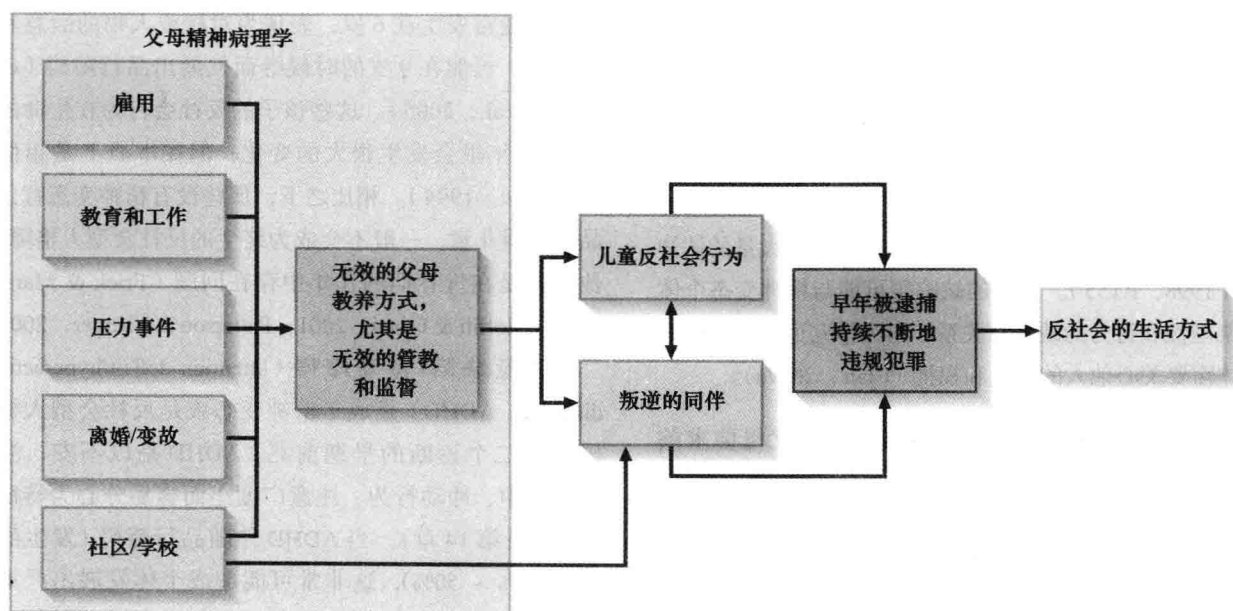 父母精神病理学
雇用
教育和工作
压力事件
离婚/变故
社区/学校
无效的父母
教养方式，
尤其是
无效的管教
和监督
儿童反社会行为
叛逆的同伴
早年被逮捕
持续不断地
违规犯罪
反社会的生活方式